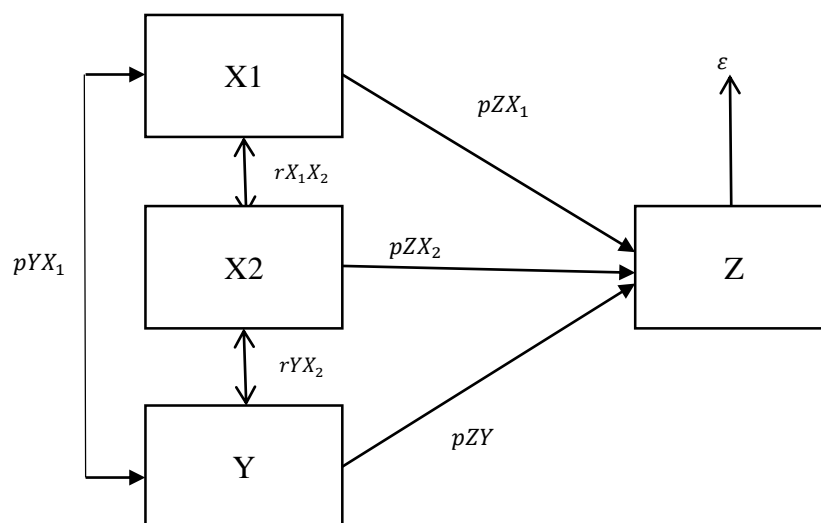 X1
ε
pZX₁
rX₁X₂
pYX₁
X2
pZX₂
Z
rYX₂
Y
pZY